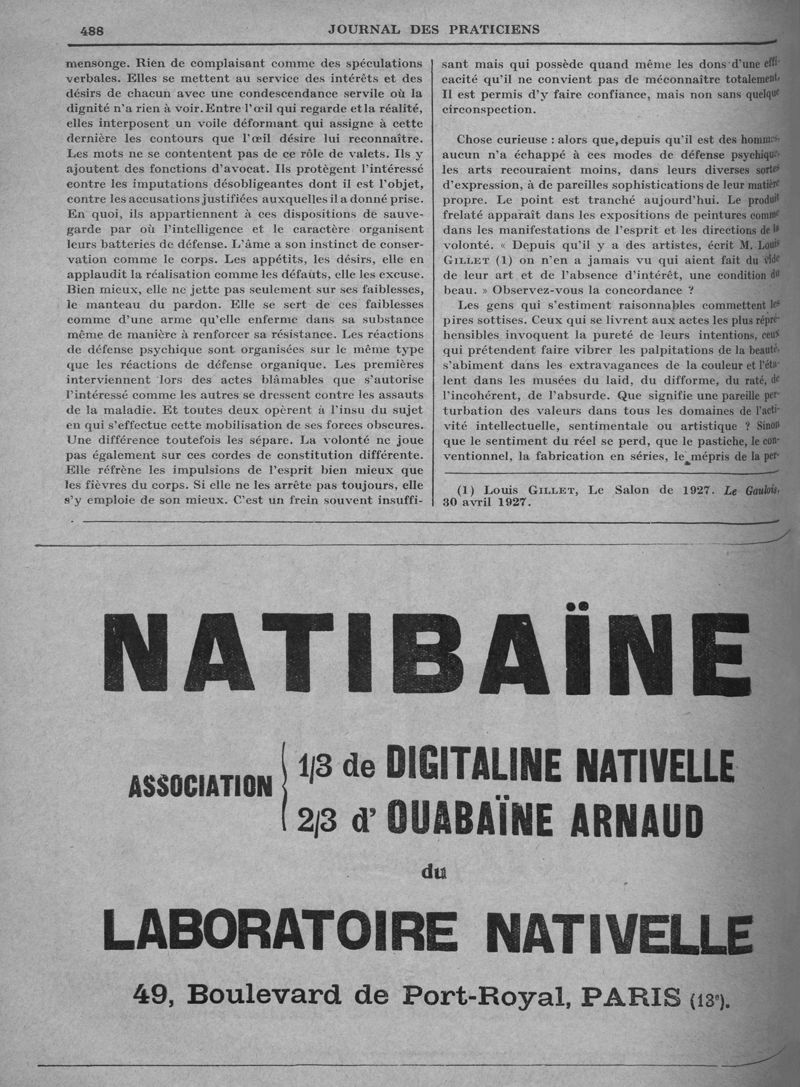 488
JOURNAL DES PRATICIENS
mensonge. Rien de complaisant comme des spéculations
verbales. Elles se mettent au service des intérêts et des
désirs de chacun avec une condescendance servile où la
dignité n'a rien à voir. Entre l'œil qui regarde et la réalité,
elles interposent un voile déformant qui assigne à cette
dernière les contours que l'œil désire lui reconnaître.
Les mots ne se contentent pas de ce rôle de valets. Ils y
ajoutent des fonctions d'avocat. Ils protègent l'intéressé
contre les imputations désobligeantes dont il est l'objet,
contre les accusations justifiées auxquelles il a donné prise.
En quoi, ils appartiennent à ces dispositions de sauve-
garde par où l'intelligence et le caractère organisent
leurs batteries de défense. L'âme a son instinct de conser-
vation comme le corps. Les appétits, les désirs, elle en
applaudit la réalisation comme les défauts, elle les excuse.
Bien mieux, elle ne jette pas seulement sur ses faiblesses,
le manteau du pardon. Elle se sert de ces faiblesses
comme d'une arme qu'elle enferme dans sa substance
même de manière à renforcer sa résistance. Les réactions
de défense psychique sont organisées sur le même type
que les réactions de défense organique. Les premières
interviennent lors des actes blâmables que s'autorise
l'intéressé comme les autres se dressent contre les assauts
de la maladie. Et toutes deux opèrent à l'insu du sujet
en qui s'effectue cette mobilisation de ses forces obscures.
Une différence toutefois les sépare. La volonté ne joue
pas également sur ces cordes de constitution différente.
Elle réfrène les impulsions de l'esprit bien mieux que
les fièvres du corps. Si elle ne les arrête pas toujours, elle
s'y emploie de son mieux. C'est un frein souvent insuffi-
sant mais qui possède quand même les dons d'une effi-
cacité qu'il ne convient pas de méconnaître totalement.
Il est permis d'y faire confiance, mais non sans quelque
circonspection.
Chose curieuse : alors que, depuis qu'il est des hommes,
aucun n'a échappé à ces modes de défense psychique,
les arts recouraient moins, dans leurs diverses sortes
d'expression, à de pareilles sophistications de leur matière
propre. Le point est tranché aujourd'hui. Le produit
frelaté apparaît dans les expositions de peintures comme
dans les manifestations de l'esprit et les directions de la
volonté. « Depuis qu'il y a des artistes, écrit M. Louis
GILLET (1) on n'en a jamais vu qui aient fait du vide
de leur art et de l'absence d'intérêt, une condition du
beau. » Observez-vous la concordance ?
Les gens qui s'estiment raisonnables commettent les
pires sottises. Ceux qui se livrent aux actes les plus répré-
hensibles invoquent la pureté de leurs intentions, ceux
qui prétendent faire vibrer les palpitations de la beauté,
s'abiment dans les extravagances de la couleur et l'éta-
lent dans les musées du laid, du difforme, du raté, de
l'incohérent, de l'absurde. Que signifie une pareille per-
turbation des valeurs dans tous les domaines de l'acti-
vité intellectuelle, sentimentale ou artistique ? Sinon
que le sentiment du réel se perd, que le pastiche, le con-
ventionnel, la fabrication en séries, le mépris de la per-
(1) Louis GILLET, Le Salon de 1927. Le Gaulois,
30 avril 1927.
NATIBAÏNE
ASSOCIATION
1/3 de DIGITALINE NATIVELLE
2/3 d' OUABAÏNE ARNAUD
du
LABORATOIRE NATIVELLE
49, Boulevard de Port-Royal, PARIS (13e).